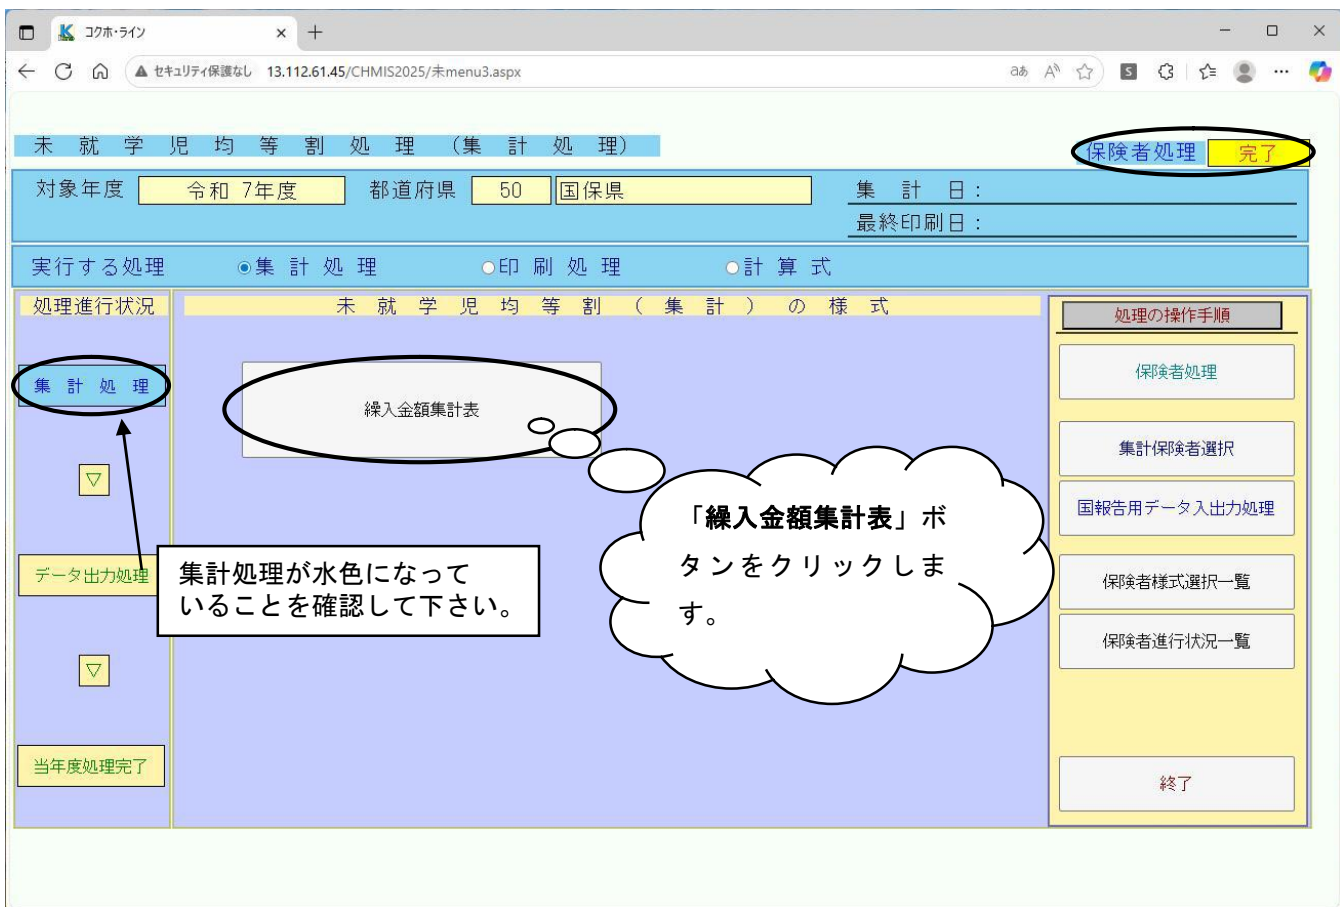 コクホ・ライン
セキュリティ保護なし 13.112.61.45/CHMIS2025/未menu3.aspx
未就学児均等割処理（集計処理）
保険者処理 完了
対象年度 令和 7年度 都道府県 50 国保県 集計日：
最終印刷日：
実行する処理 集計処理 印刷処理 計算式
処理進行状況
未就学児均等割（集計）の様式
処理の操作手順
集計処理
繰入金額集計表
保険者処理
集計保険者選択
▽
「繰入金額集計表」ボ
タンをクリックしま
す。
国報告用データ入出力処理
データ出力処理
集計処理が水色になって
いることを確認して下さい。
保険者様式選択一覧
保険者進行状況一覧
▽
当年度処理完了
終了